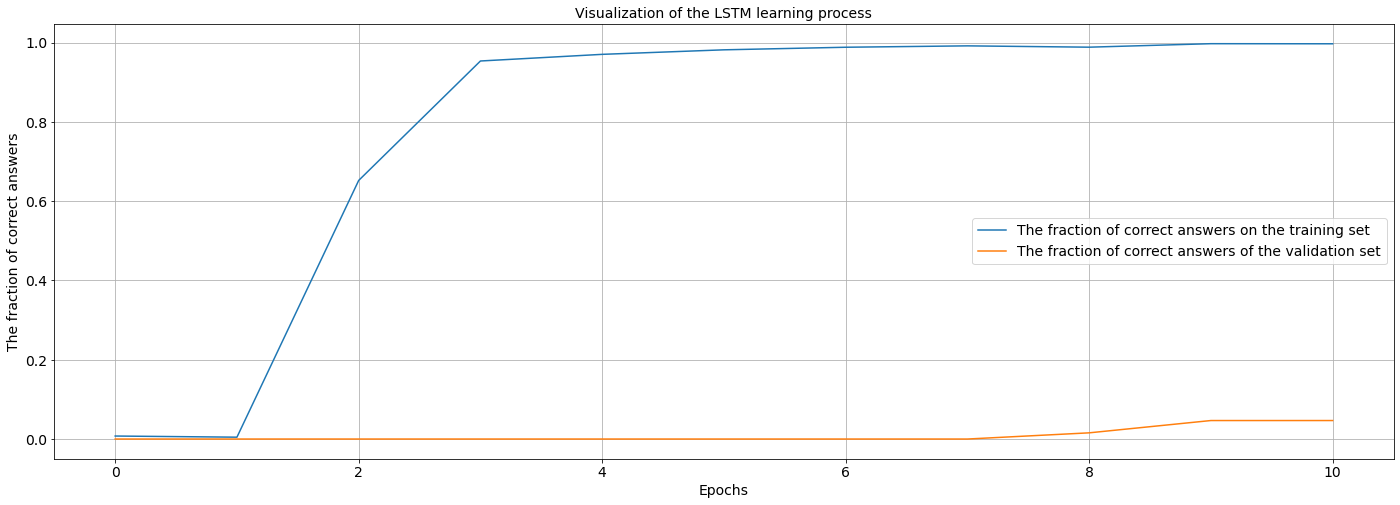 Visualization of the LSTM learning process
The fraction of correct answers
1.0
0.8
0.6
0.4
0.2
0.0
The fraction of correct answers on the training set
The fraction of correct answers of the validation set
0 2 4 6 8 10
Epochs